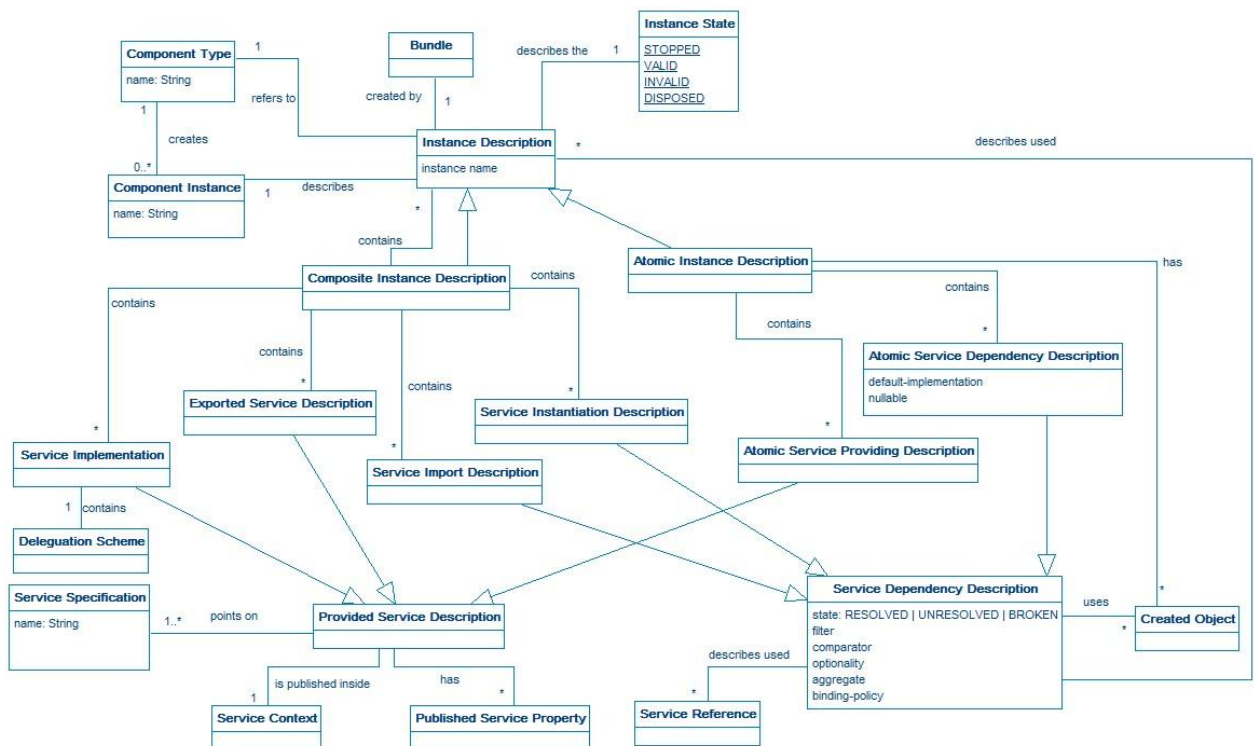 Instance State
STOPPED
VALID
INVALID
DISPOSED
describes the 1
Bundle
created by
1
Component Type
name: String
1
refers to
1
creates
0..*
Component Instance
name: String
1
describes
Instance Description
instance name
*
describes used
*
contains
Composite Instance Description
contains
contains
Atomic Instance Description
has
contains
contains
contains
contains
*
Atomic Service Dependency Description
default-implementation
nullable
*
Exported Service Description
*
Service Instantiation Description
*
Service Implementation
*
Service Import Description
*
Atomic Service Providing Description
1 contains
Deleguation Scheme
Service Specification
name: String
1..*
points on
Provided Service Description
is published inside
1
Service Context
has
*
Published Service Property
Service Dependency Description
state: RESOLVED | UNRESOLVED | BROKEN
filter
comparator
optionality
aggregate
binding-policy
uses
*
*
Created Object
describes used
*
Service Reference